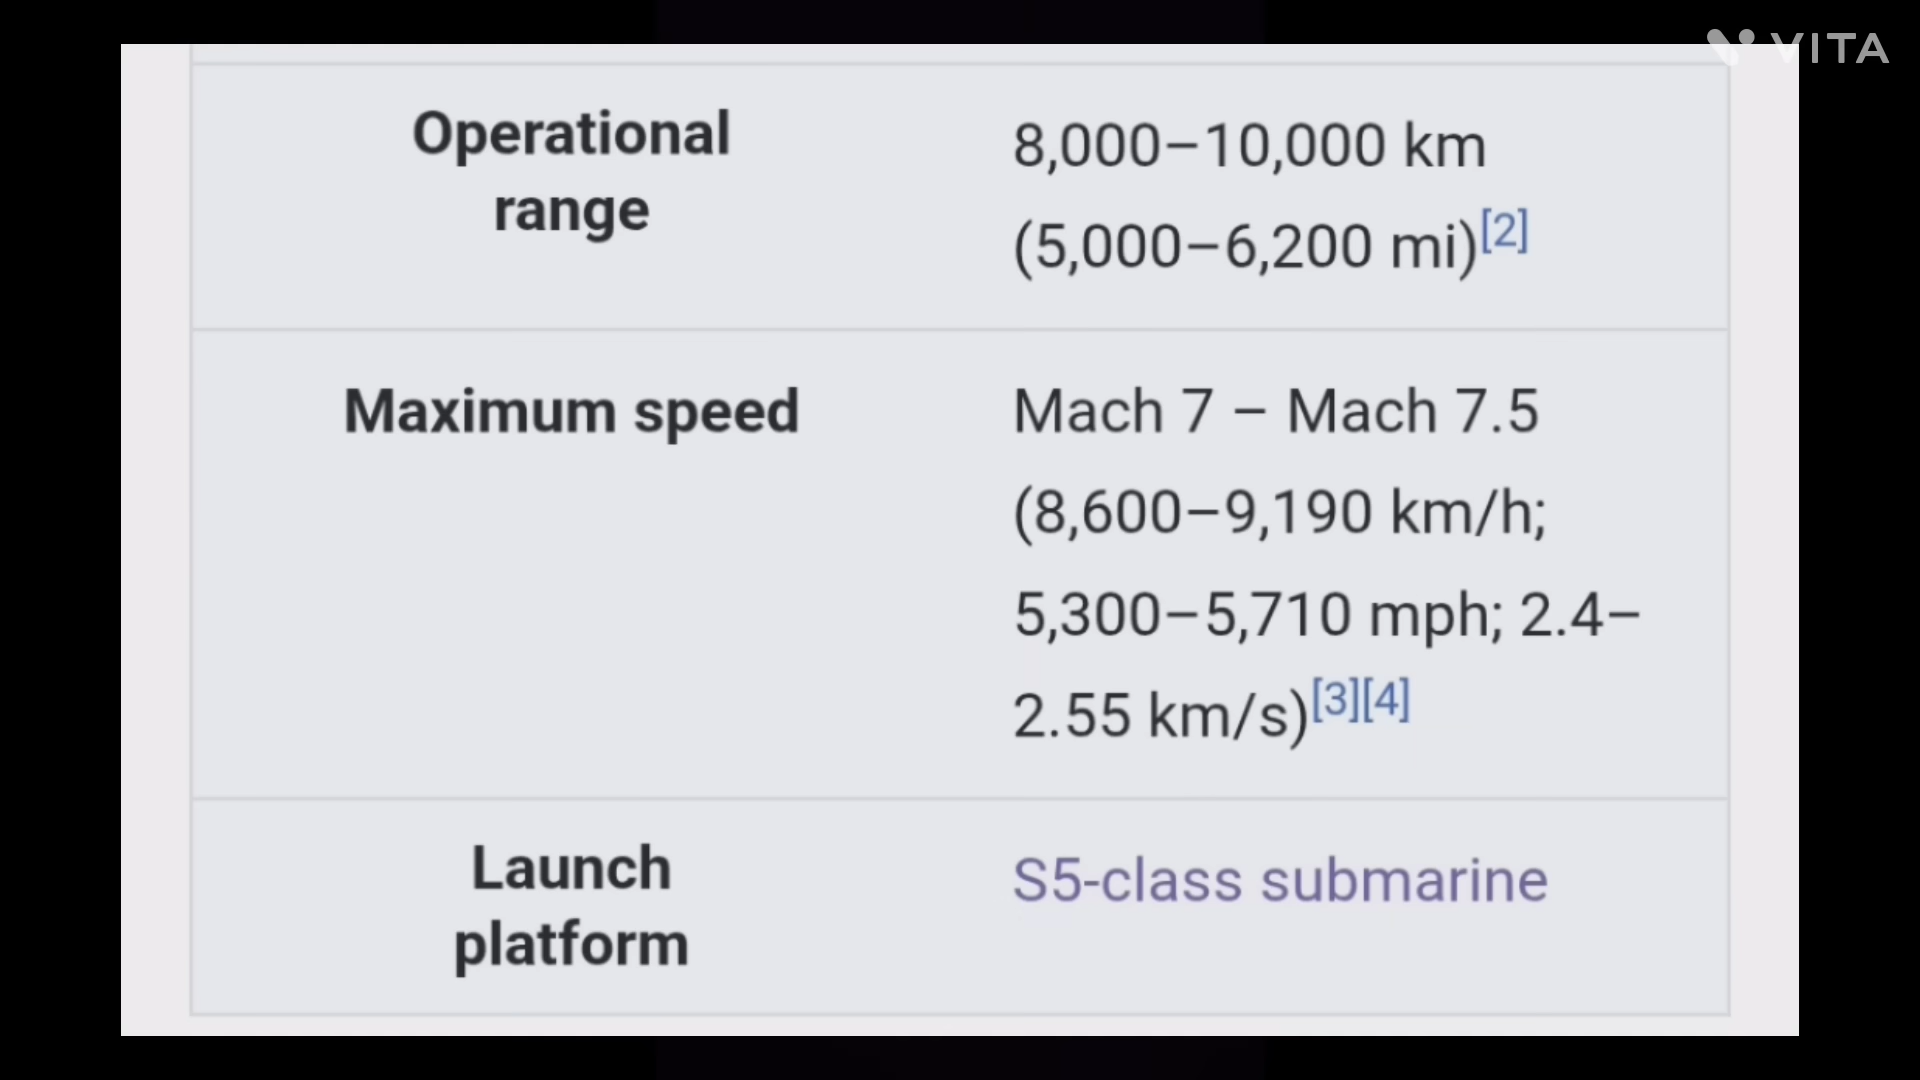 VITA
Operational
range
8,000–10,000 km
(5,000–6,200 mi)[2]
Maximum speed
Mach 7 – Mach 7.5
(8,600–9,190 km/h;
5,300–5,710 mph; 2.4–
2.55 km/s)[3][4]
Launch
platform
S5-class submarine